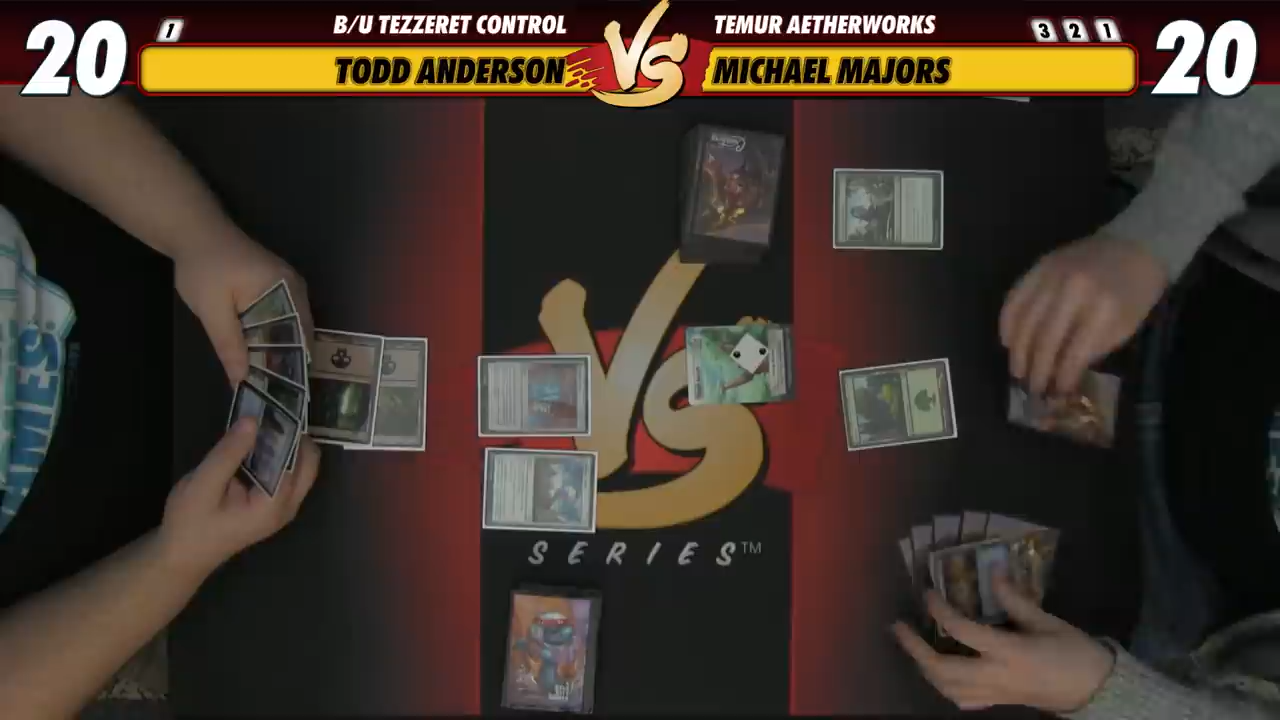 B/U TEZZERET CONTROL
TEMUR AETHERWORKS
20
1
3 2 1
20
TODD ANDERSON
VS
MICHAEL MAJORS
VS
SERIES™